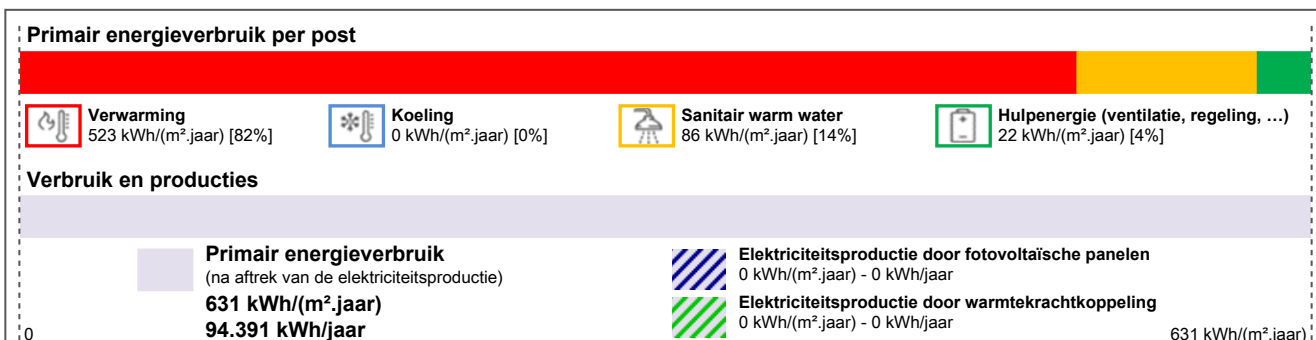 Primair energieverbruik per post
Verwarming
523 kWh/(m².jaar) [82%]
Koeling
0 kWh/(m².jaar) [0%]
Sanitair warm water
86 kWh/(m².jaar) [14%]
Hulpenergie (ventilatie, regeling, …)
22 kWh/(m².jaar) [4%]
Verbruik en producties
Primair energieverbruik
(na aftrek van de elektriciteitsproductie)
631 kWh/(m².jaar)
94.391 kWh/jaar
Elektriciteitsproductie door fotovoltaïsche panelen
0 kWh/(m².jaar) - 0 kWh/jaar
Elektriciteitsproductie door warmtekrachtkoppeling
0 kWh/(m².jaar) - 0 kWh/jaar
0
631 kWh/(m².jaar)